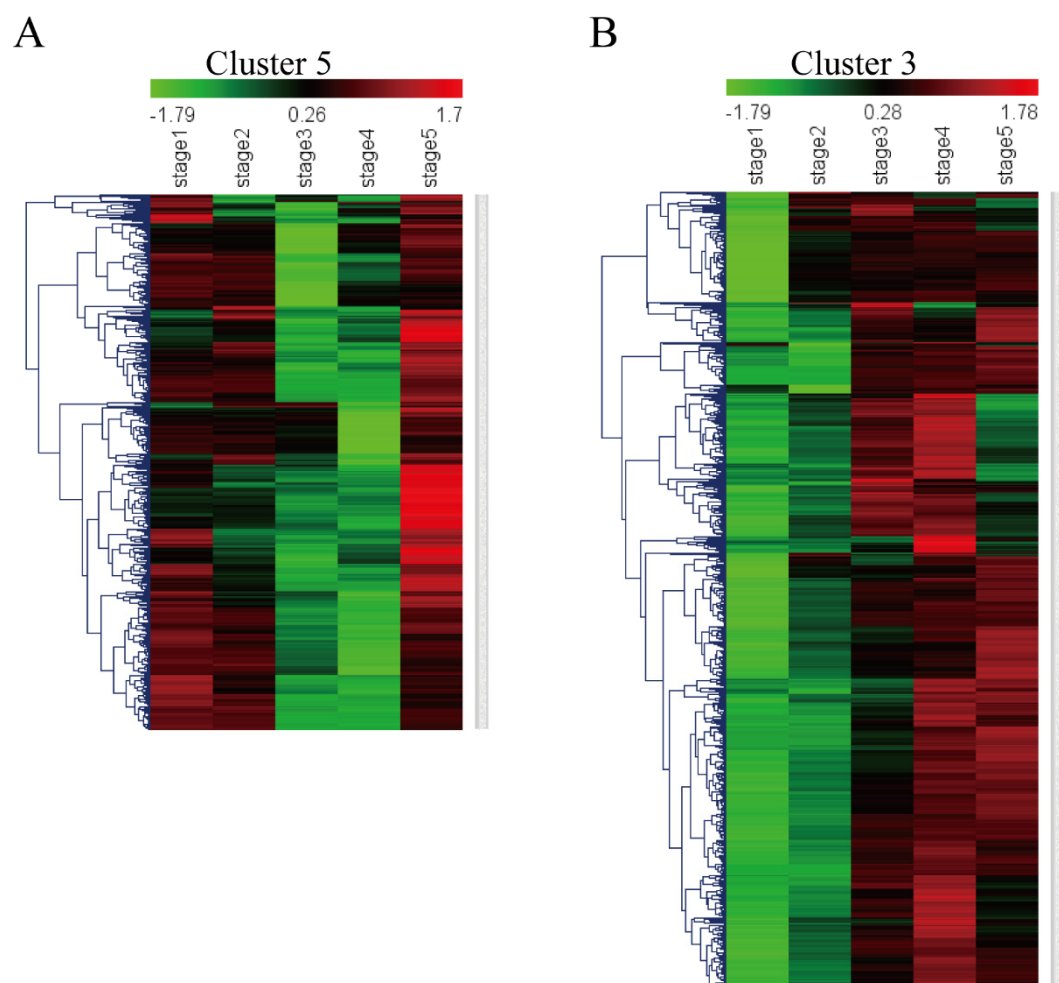 A
Cluster 5
-1.79 0.26 1.7
stage1 stage2 stage3 stage4 stage5
B
Cluster 3
-1.79 0.28 1.78
stage1 stage2 stage3 stage4 stage5